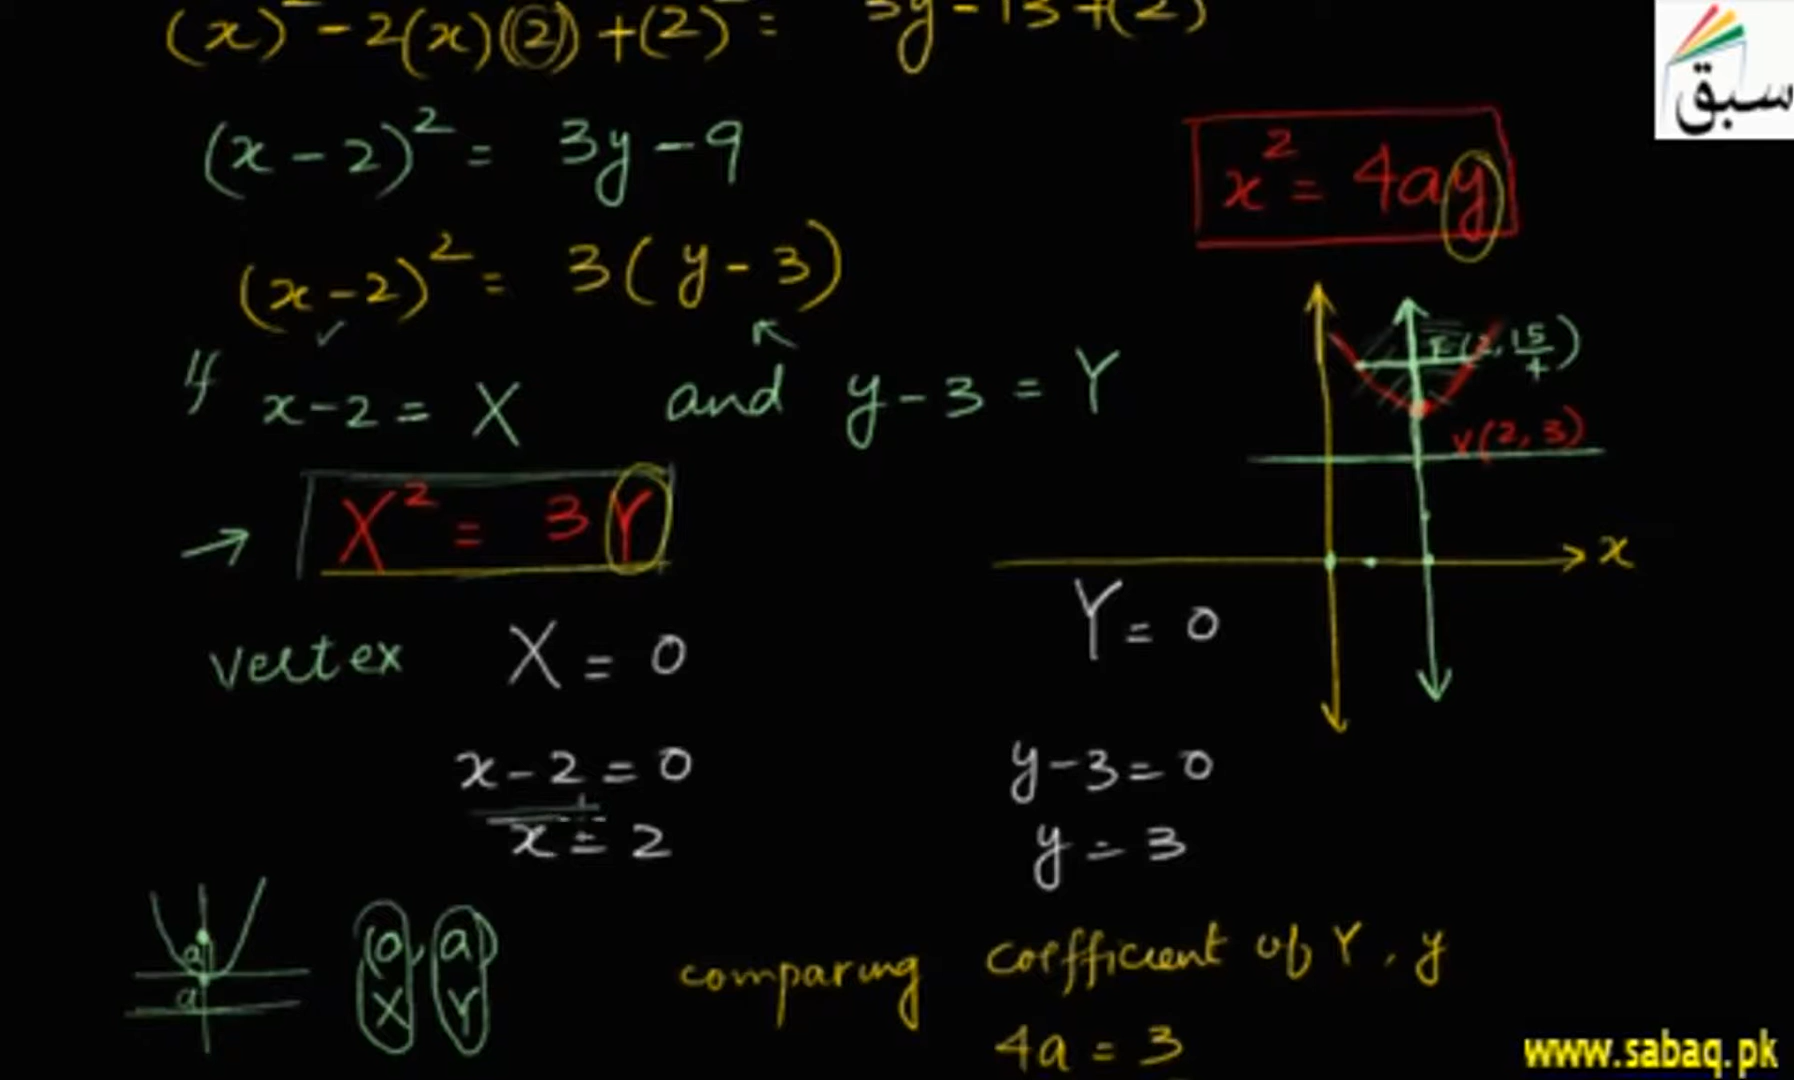 (x)² - 2(x)(2) + (2)² = 3y - 13 + (2)
(x - 2)² = 3y - 9
(x - 2)² = 3(y - 3)
If x - 2 = X and y - 3 = Y
→ X² = 3Y
vertex X = 0 Y = 0
x - 2 = 0 y - 3 = 0
x = 2 y = 3
(0, a)
X Y
a
a
comparing coefficient of Y, y
4a = 3
x² = 4ay
F(2, 15/4)
V(2, 3)
x
سبق
www.sabaq.pk